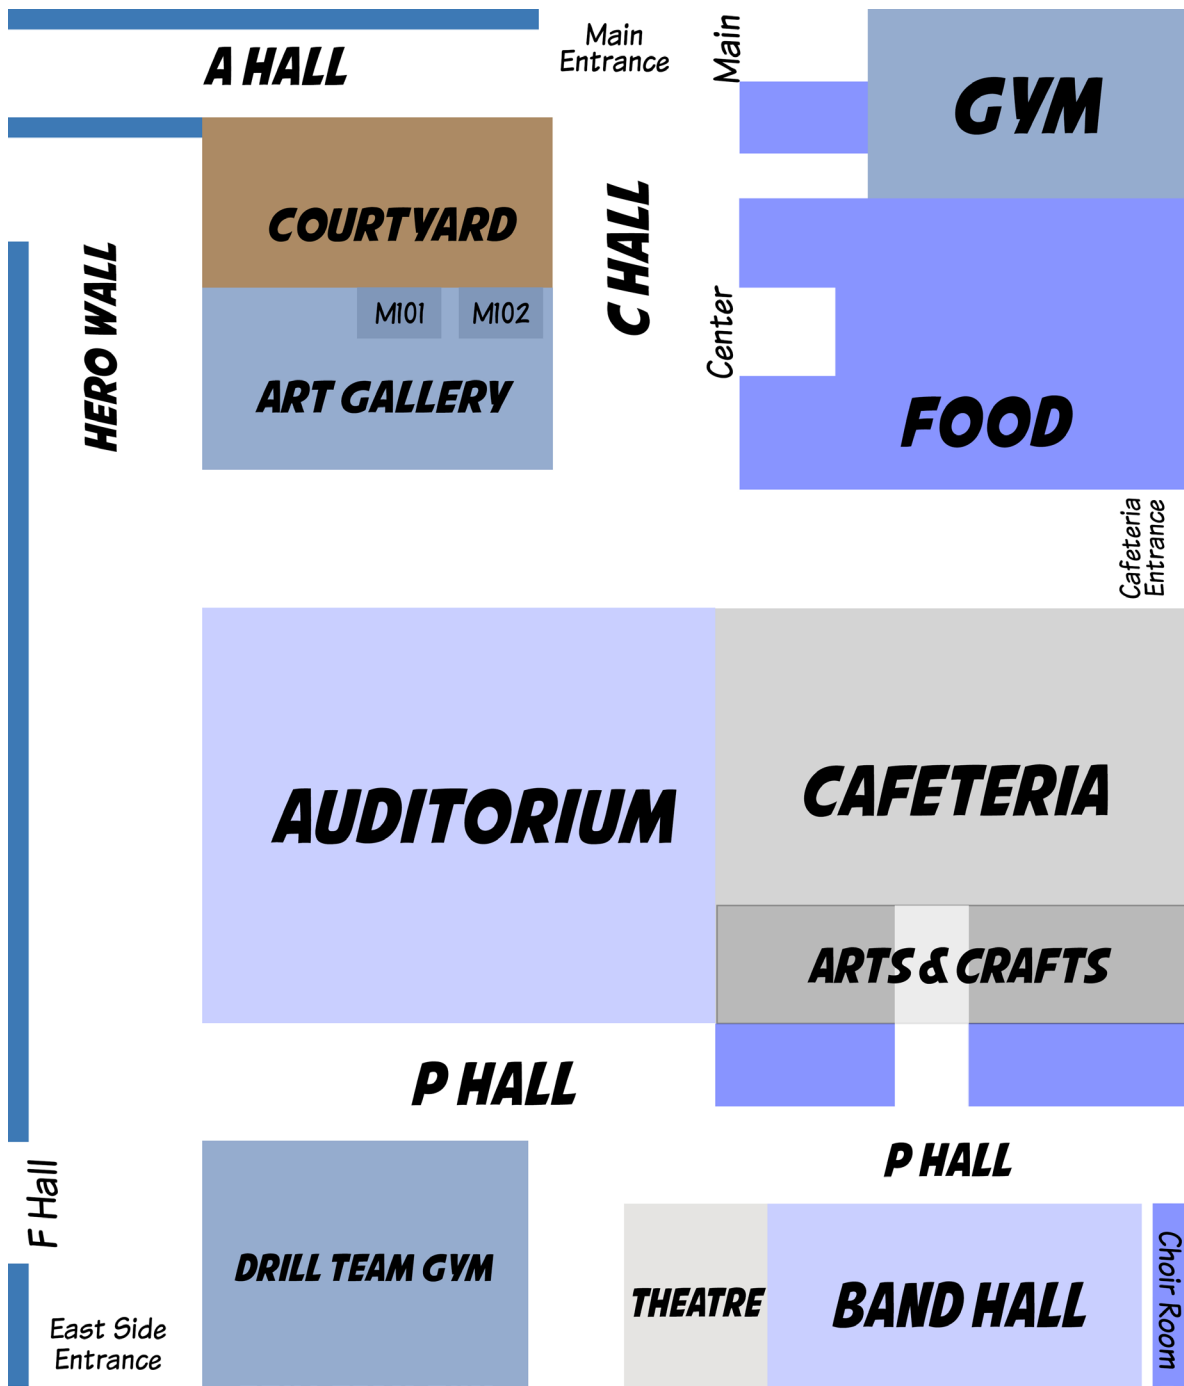 Main
Entrance
Main
A HALL
GYM
COURTYARD
C HALL
HERO WALL
M101
M102
Center
ART GALLERY
FOOD
Cafeteria
Entrance
AUDITORIUM
CAFETERIA
ARTS & CRAFTS
P HALL
P HALL
F Hall
DRILL TEAM GYM
THEATRE
BAND HALL
Choir Room
East Side
Entrance